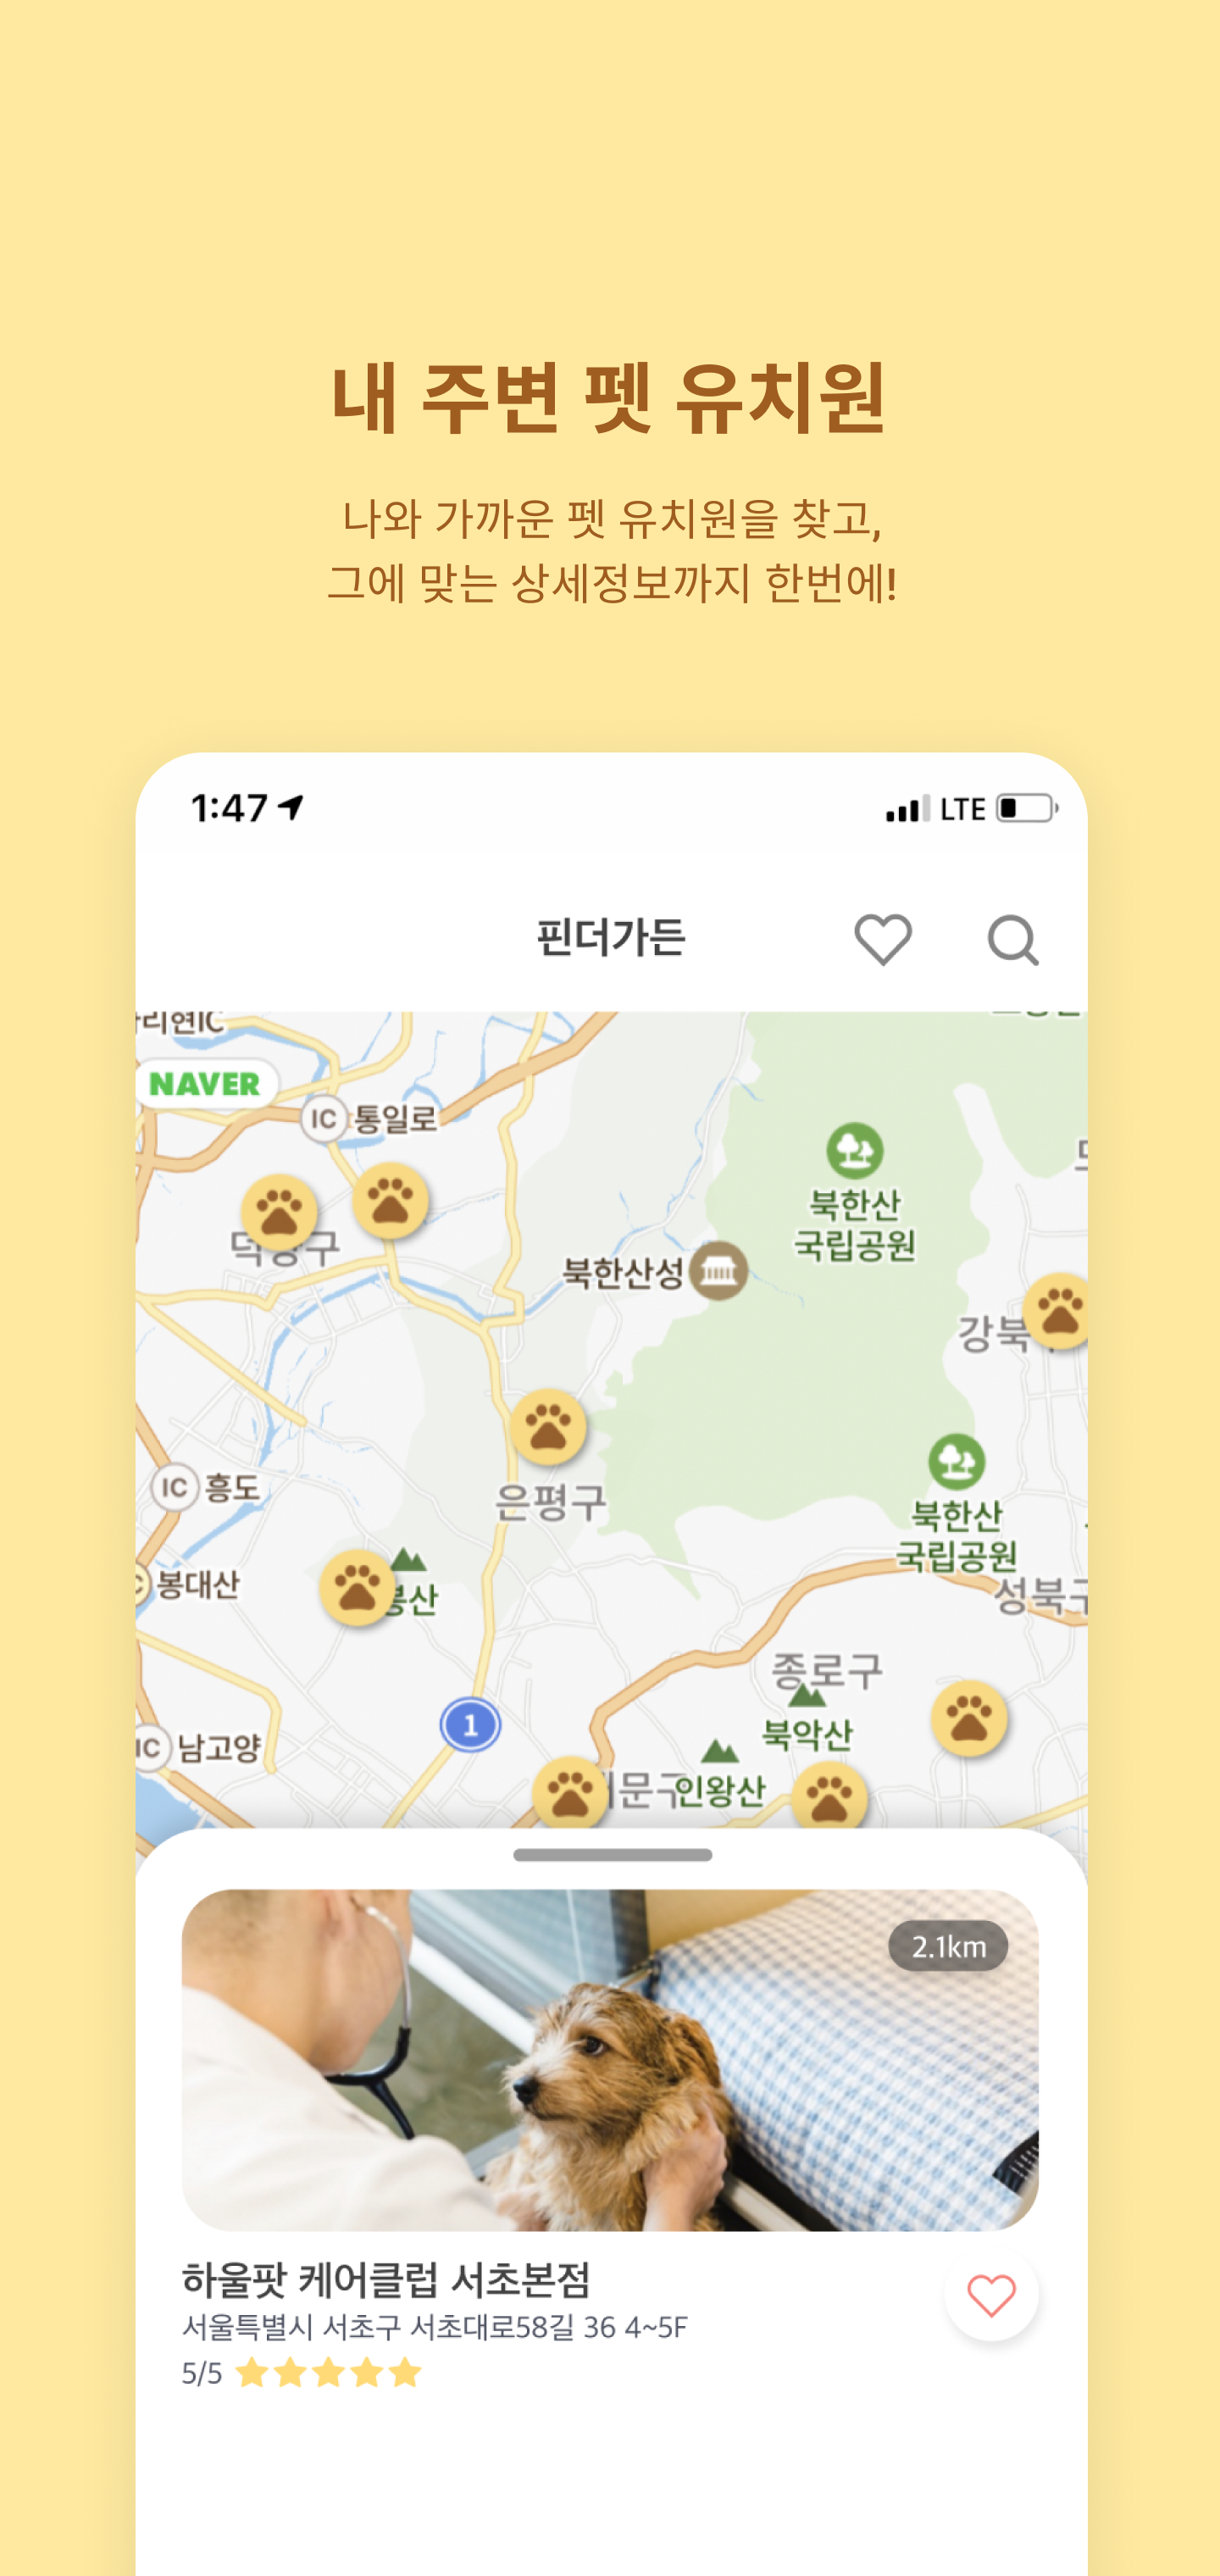 내 주변 펫 유치원
나와 가까운 펫 유치원을 찾고,
그에 맞는 상세정보까지 한번에!
1:47
LTE
핀더가든
리현IC
NAVER
IC 통일로
북한산
국립공원
북한산성
강북
은평구
IC 흥도
북한산
국립공원
봉대산
봉산
성북구
종로구
북악산
1
IC 남고양
문구
인왕산
2.1km
하울팟 케어클럽 서초본점
서울특별시 서초구 서초대로58길 36 4~5F
5/5